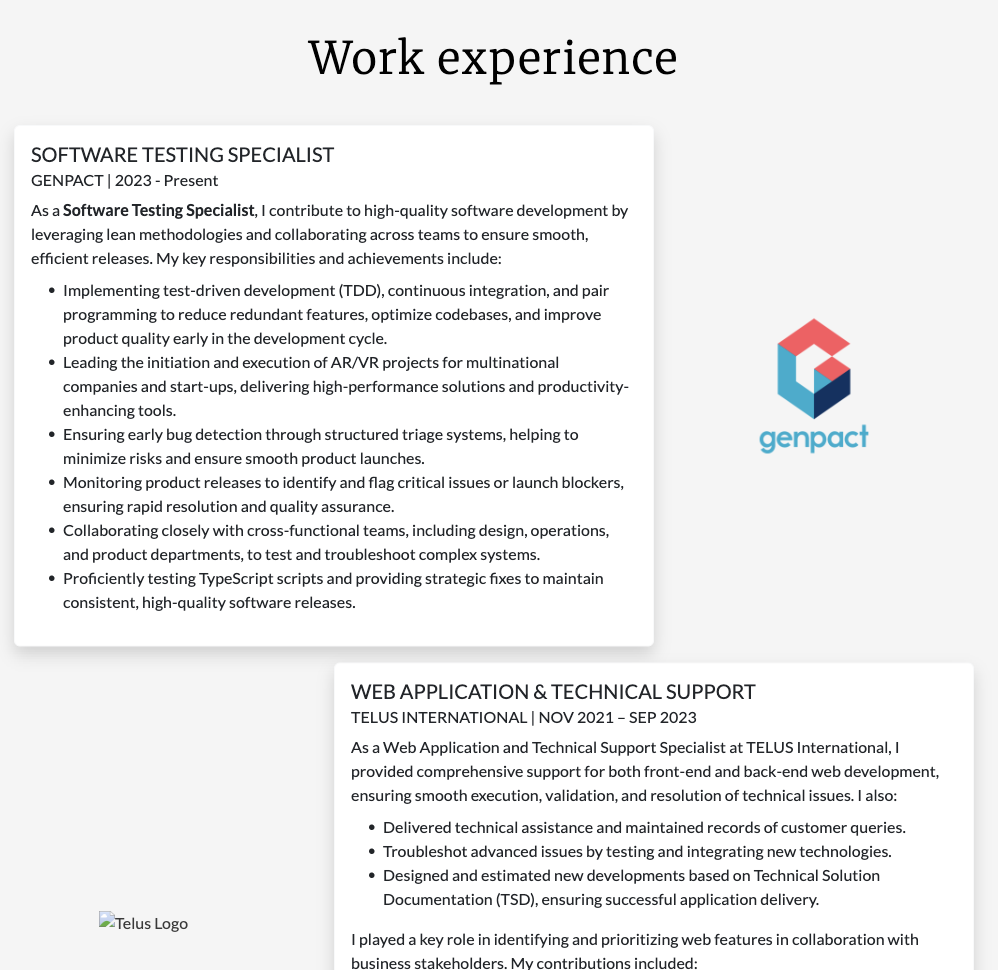 Work experience
SOFTWARE TESTING SPECIALIST
GENPACT | 2023 - Present
As a Software Testing Specialist, I contribute to high-quality software development by
leveraging lean methodologies and collaborating across teams to ensure smooth,
efficient releases. My key responsibilities and achievements include:
• Implementing test-driven development (TDD), continuous integration, and pair
programming to reduce redundant features, optimize codebases, and improve
product quality early in the development cycle.
• Leading the initiation and execution of AR/VR projects for multinational
companies and start-ups, delivering high-performance solutions and productivity-
enhancing tools.
• Ensuring early bug detection through structured triage systems, helping to
minimize risks and ensure smooth product launches.
• Monitoring product releases to identify and flag critical issues or launch blockers,
ensuring rapid resolution and quality assurance.
• Collaborating closely with cross-functional teams, including design, operations,
and product departments, to test and troubleshoot complex systems.
• Proficiently testing TypeScript scripts and providing strategic fixes to maintain
consistent, high-quality software releases.
genpact
WEB APPLICATION & TECHNICAL SUPPORT
TELUS INTERNATIONAL | NOV 2021 – SEP 2023
As a Web Application and Technical Support Specialist at TELUS International, I
provided comprehensive support for both front-end and back-end web development,
ensuring smooth execution, validation, and resolution of technical issues. I also:
• Delivered technical assistance and maintained records of customer queries.
• Troubleshot advanced issues by testing and integrating new technologies.
• Designed and estimated new developments based on Technical Solution
Documentation (TSD), ensuring successful application delivery.
I played a key role in identifying and prioritizing web features in collaboration with
business stakeholders. My contributions included:
Telus Logo